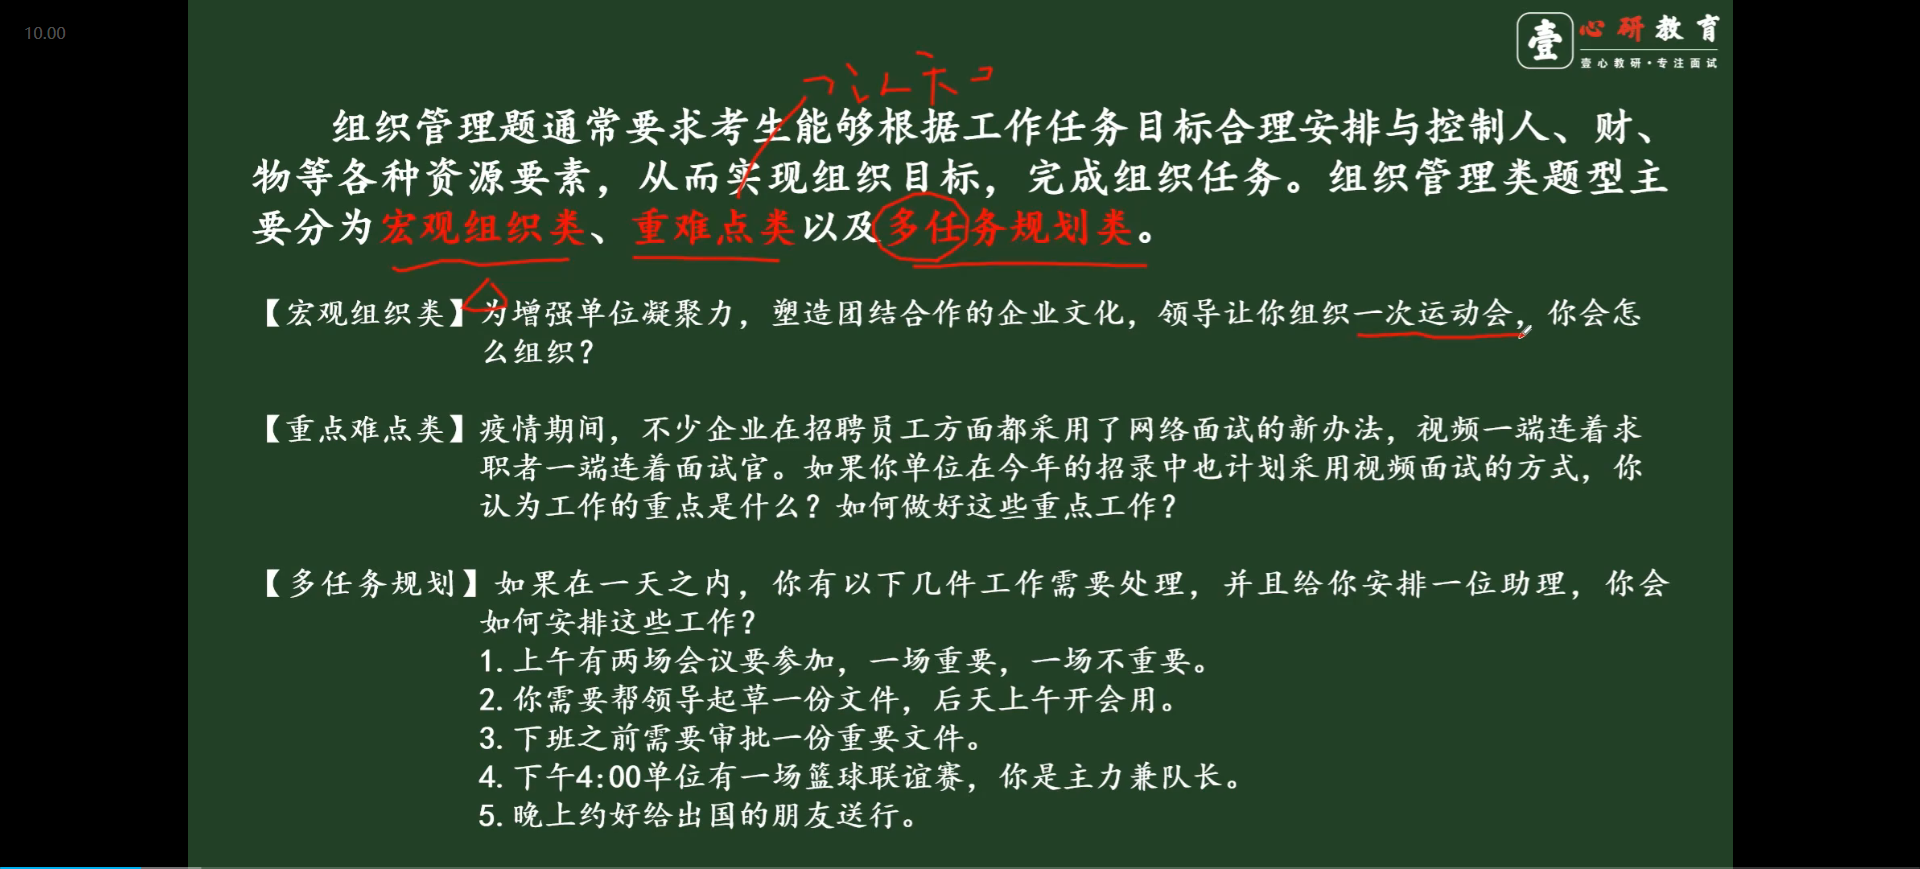 10.00
壹 心研教育
壹心教研·专注面试
认知
组织管理题通常要求考生能够根据工作任务目标合理安排与控制人、财、
物等各种资源要素，从而实现组织目标，完成组织任务。组织管理类题型主
要分为宏观组织类、重难点类以及多任务规划类。
【宏观组织类】为增强单位凝聚力，塑造团结合作的企业文化，领导让你组织一次运动会，你会怎
么组织？
【重点难点类】疫情期间，不少企业在招聘员工方面都采用了网络面试的新办法，视频一端连着求
职者一端连着面试官。如果你单位在今年的招录中也计划采用视频面试的方式，你
认为工作的重点是什么？如何做好这些重点工作？
【多任务规划】如果在一天之内，你有以下几件工作需要处理，并且给你安排一位助理，你会
如何安排这些工作？
1.上午有两场会议要参加，一场重要，一场不重要。
2.你需要帮领导起草一份文件，后天上午开会用。
3.下班之前需要审批一份重要文件。
4.下午4:00单位有一场篮球联谊赛，你是主力兼队长。
5.晚上约好给出国的朋友送行。